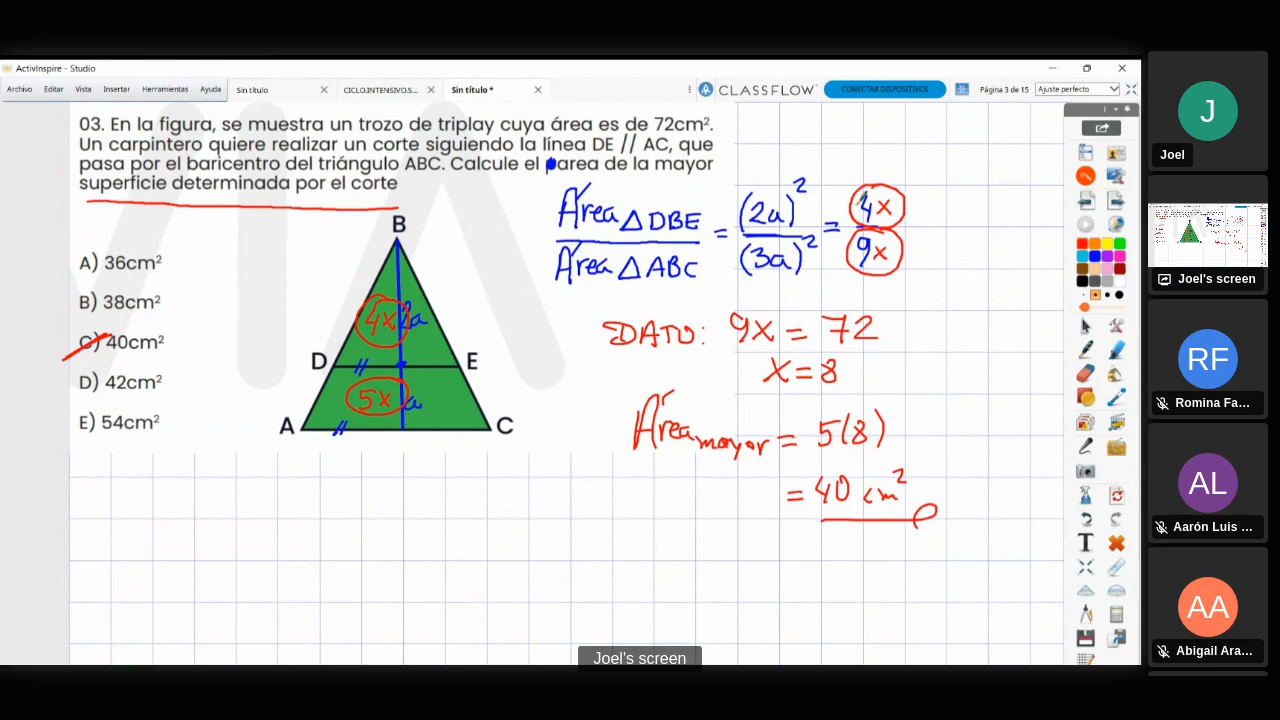 ActivInspire - Studio
Archivo Editar Vista Insertar Herramientas Ayuda
Sin título
CICLO.INTENSIVO.S...
Sin título *
CLASSFLOW
CONECTAR DISPOSITIVOS
Página 3 de 15
Ajuste perfecto
03. En la figura, se muestra un trozo de triplay cuya área es de 72cm².
Un carpintero quiere realizar un corte siguiendo la línea DE // AC, que
pasa por el baricentro del triángulo ABC. Calcule el area de la mayor
superficie determinada por el corte
A) 36cm²
B) 38cm²
C) 40cm²
D) 42cm²
E) 54cm²
B
4x 2a
D E
5x a
A C
Área △ DBE / Área △ ABC = (2a)² / (3a)² = 4x / 9x
DATO: 9x = 72
x = 8
Área mayor = 5(8)
= 40 cm²
T
Joel's screen
J
Joel
Joel's screen
RF
Romina Fa...
AL
Aarón Luis ...
AA
Abigail Ara...